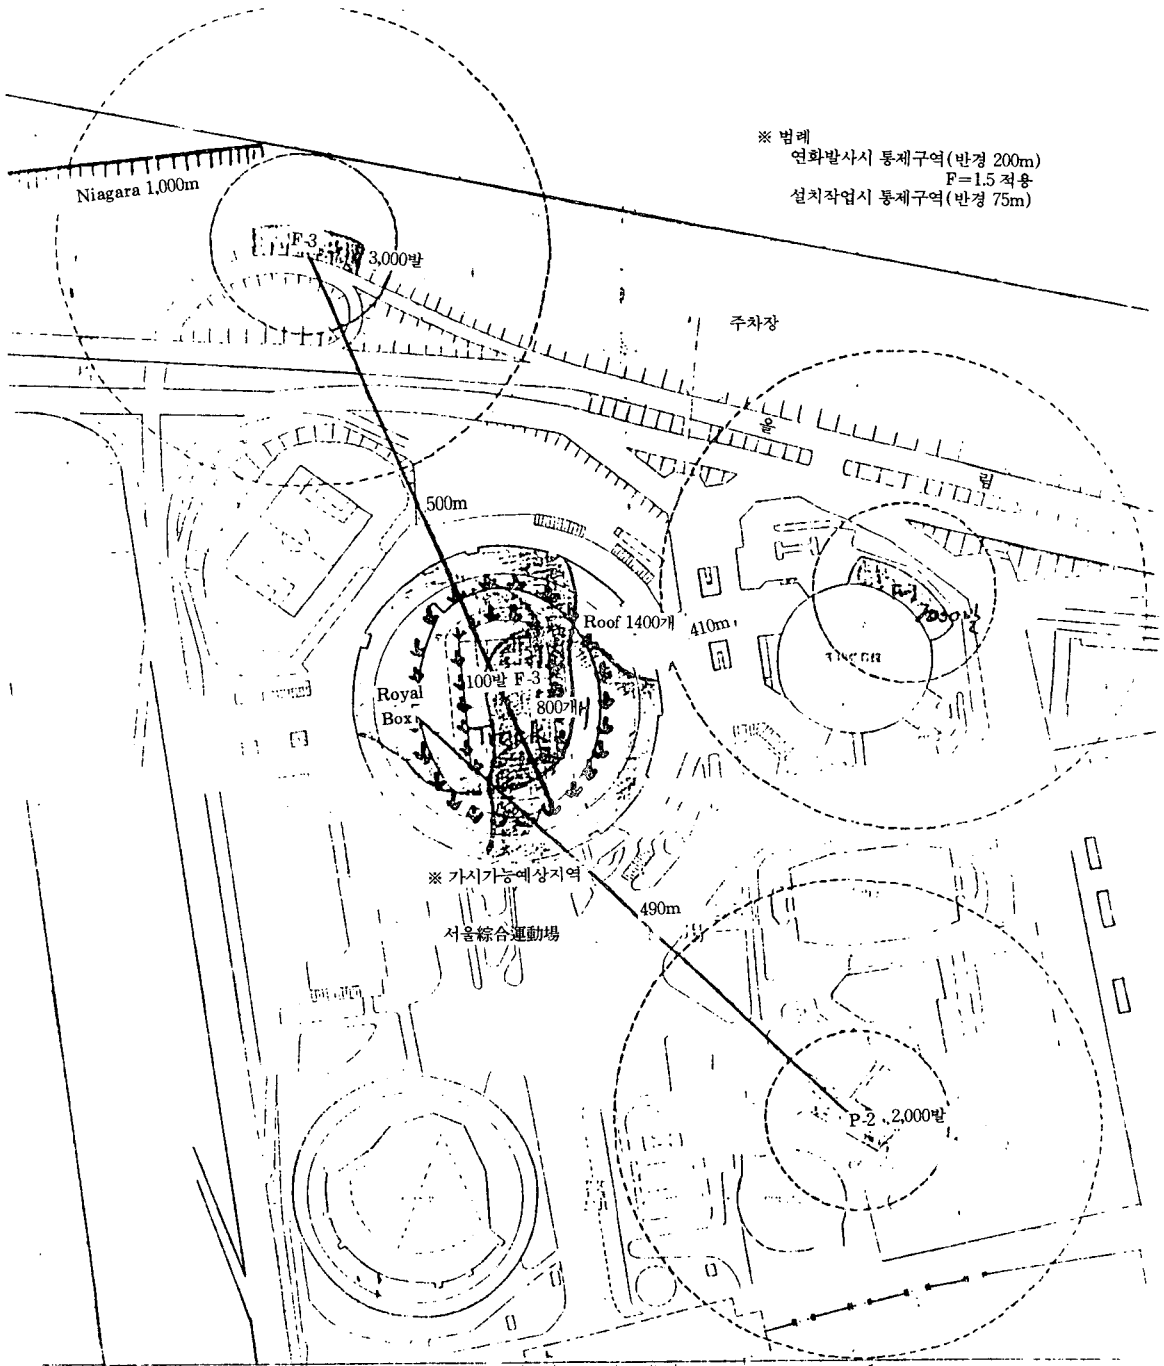 ※ 범례
연화발사시 통제구역(반경 200m)
F=1.5 적용
설치작업시 통제구역(반경 75m)
Niagara 1,000m
F-3
3,000발
주차장
올
림
500m
Roof 1400개
410m
Royal
Box
100발 F-3
800개
Track
※ 가시가능예상지역
490m
서울綜合運動場
P-2
2,000발